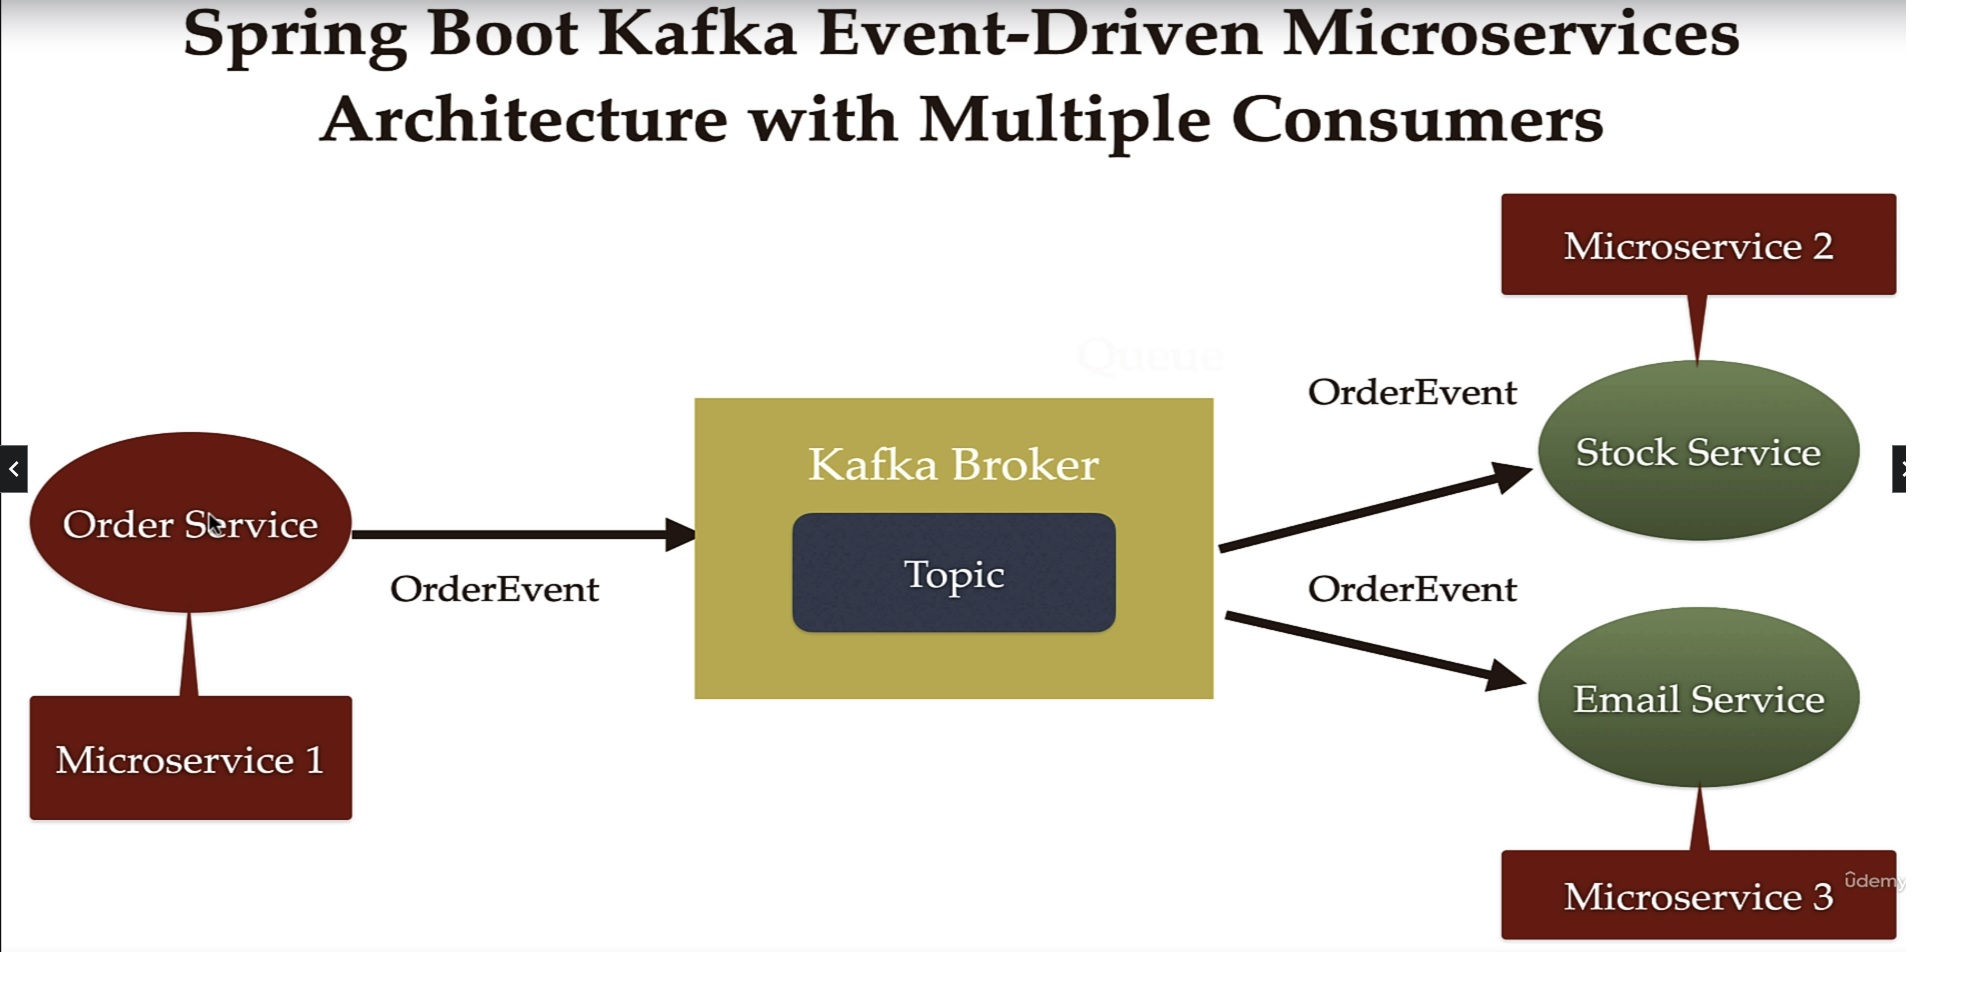 Spring Boot Kafka Event-Driven Microservices
Architecture with Multiple Consumers
Microservice 2
Queue
OrderEvent
Stock Service
Kafka Broker
Order Service
Topic
OrderEvent
OrderEvent
Email Service
Microservice 1
Microservice 3
ûdemy